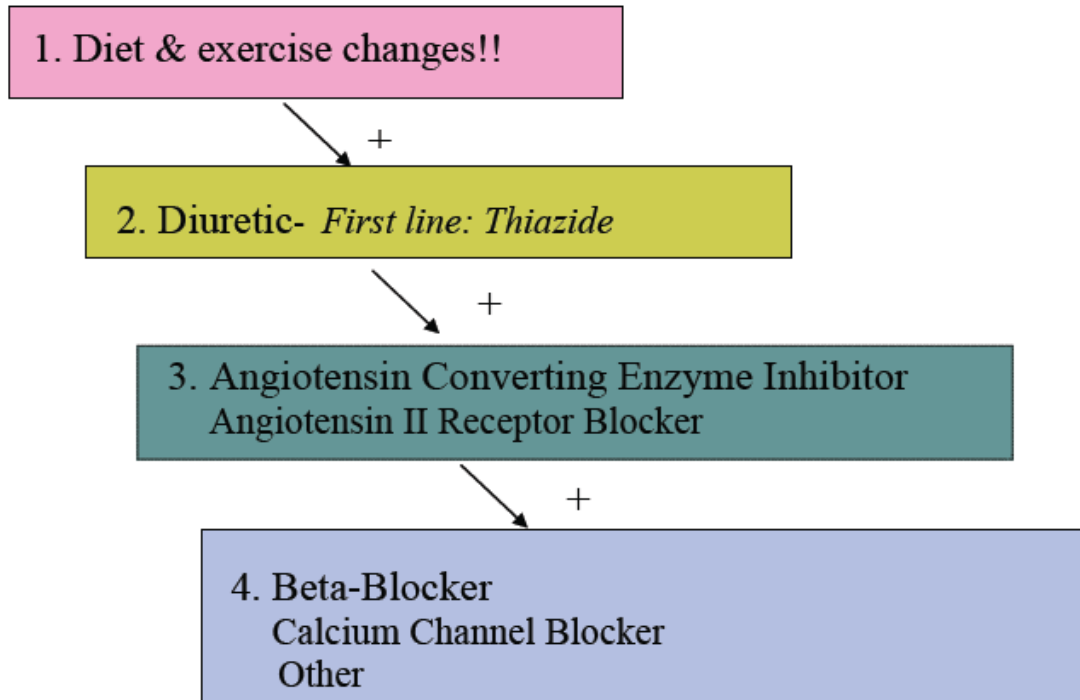 1. Diet & exercise changes!!
+
2. Diuretic- First line: Thiazide
+
3. Angiotensin Converting Enzyme Inhibitor
Angiotensin II Receptor Blocker
+
4. Beta-Blocker
Calcium Channel Blocker
Other